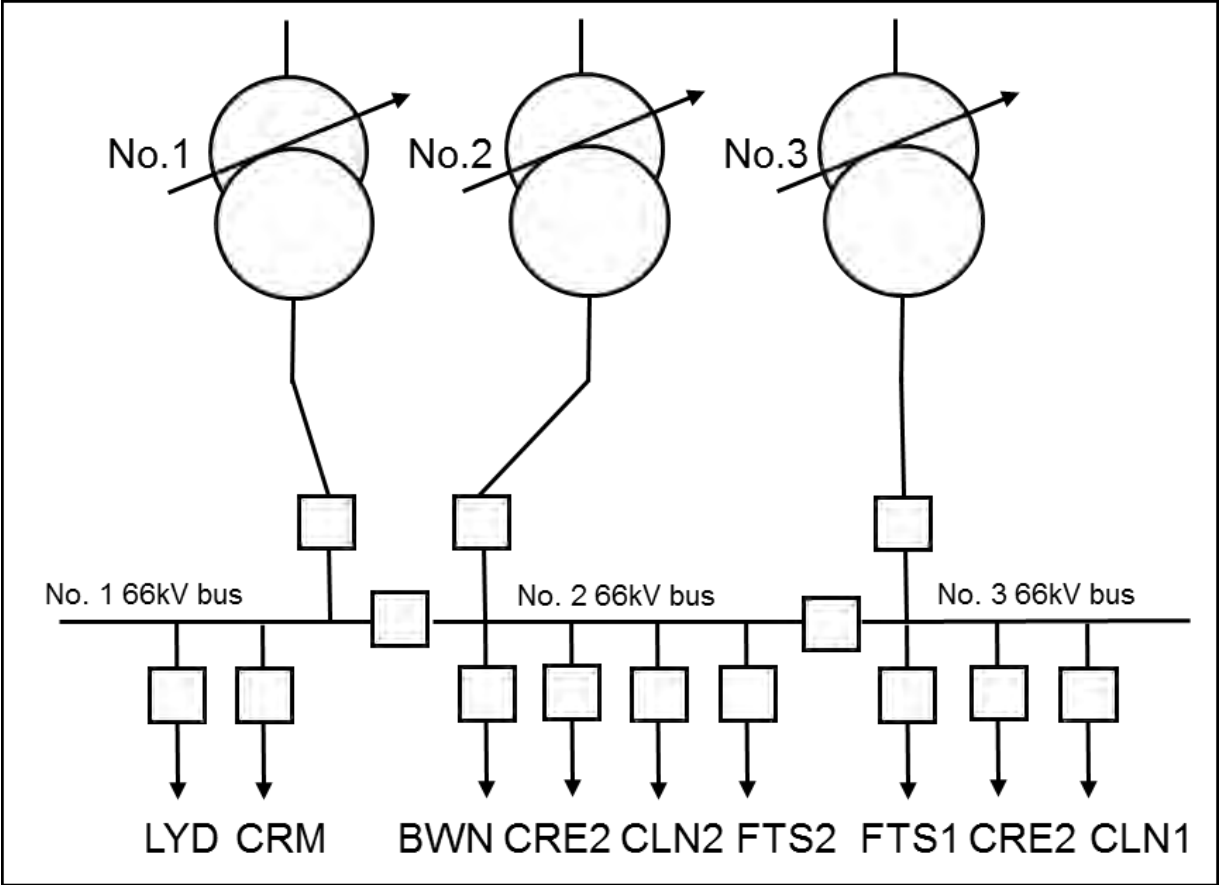 No.1 No.2 No.3
No. 1 66kV bus No. 2 66kV bus No. 3 66kV bus
LYD CRM BWN CRE2 CLN2 FTS2 FTS1 CRE2 CLN1